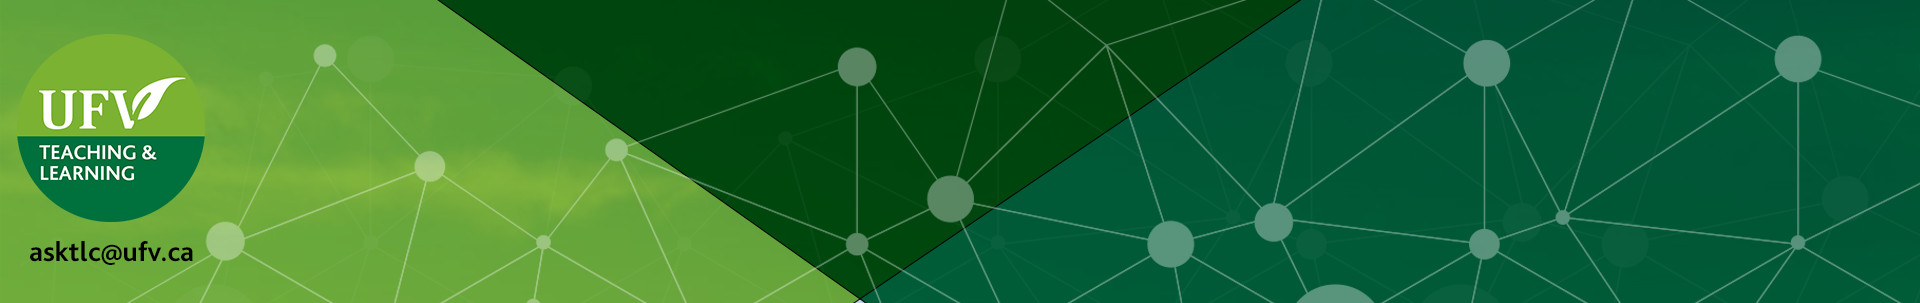 UFV
TEACHING &
LEARNING
asktlc@ufv.ca